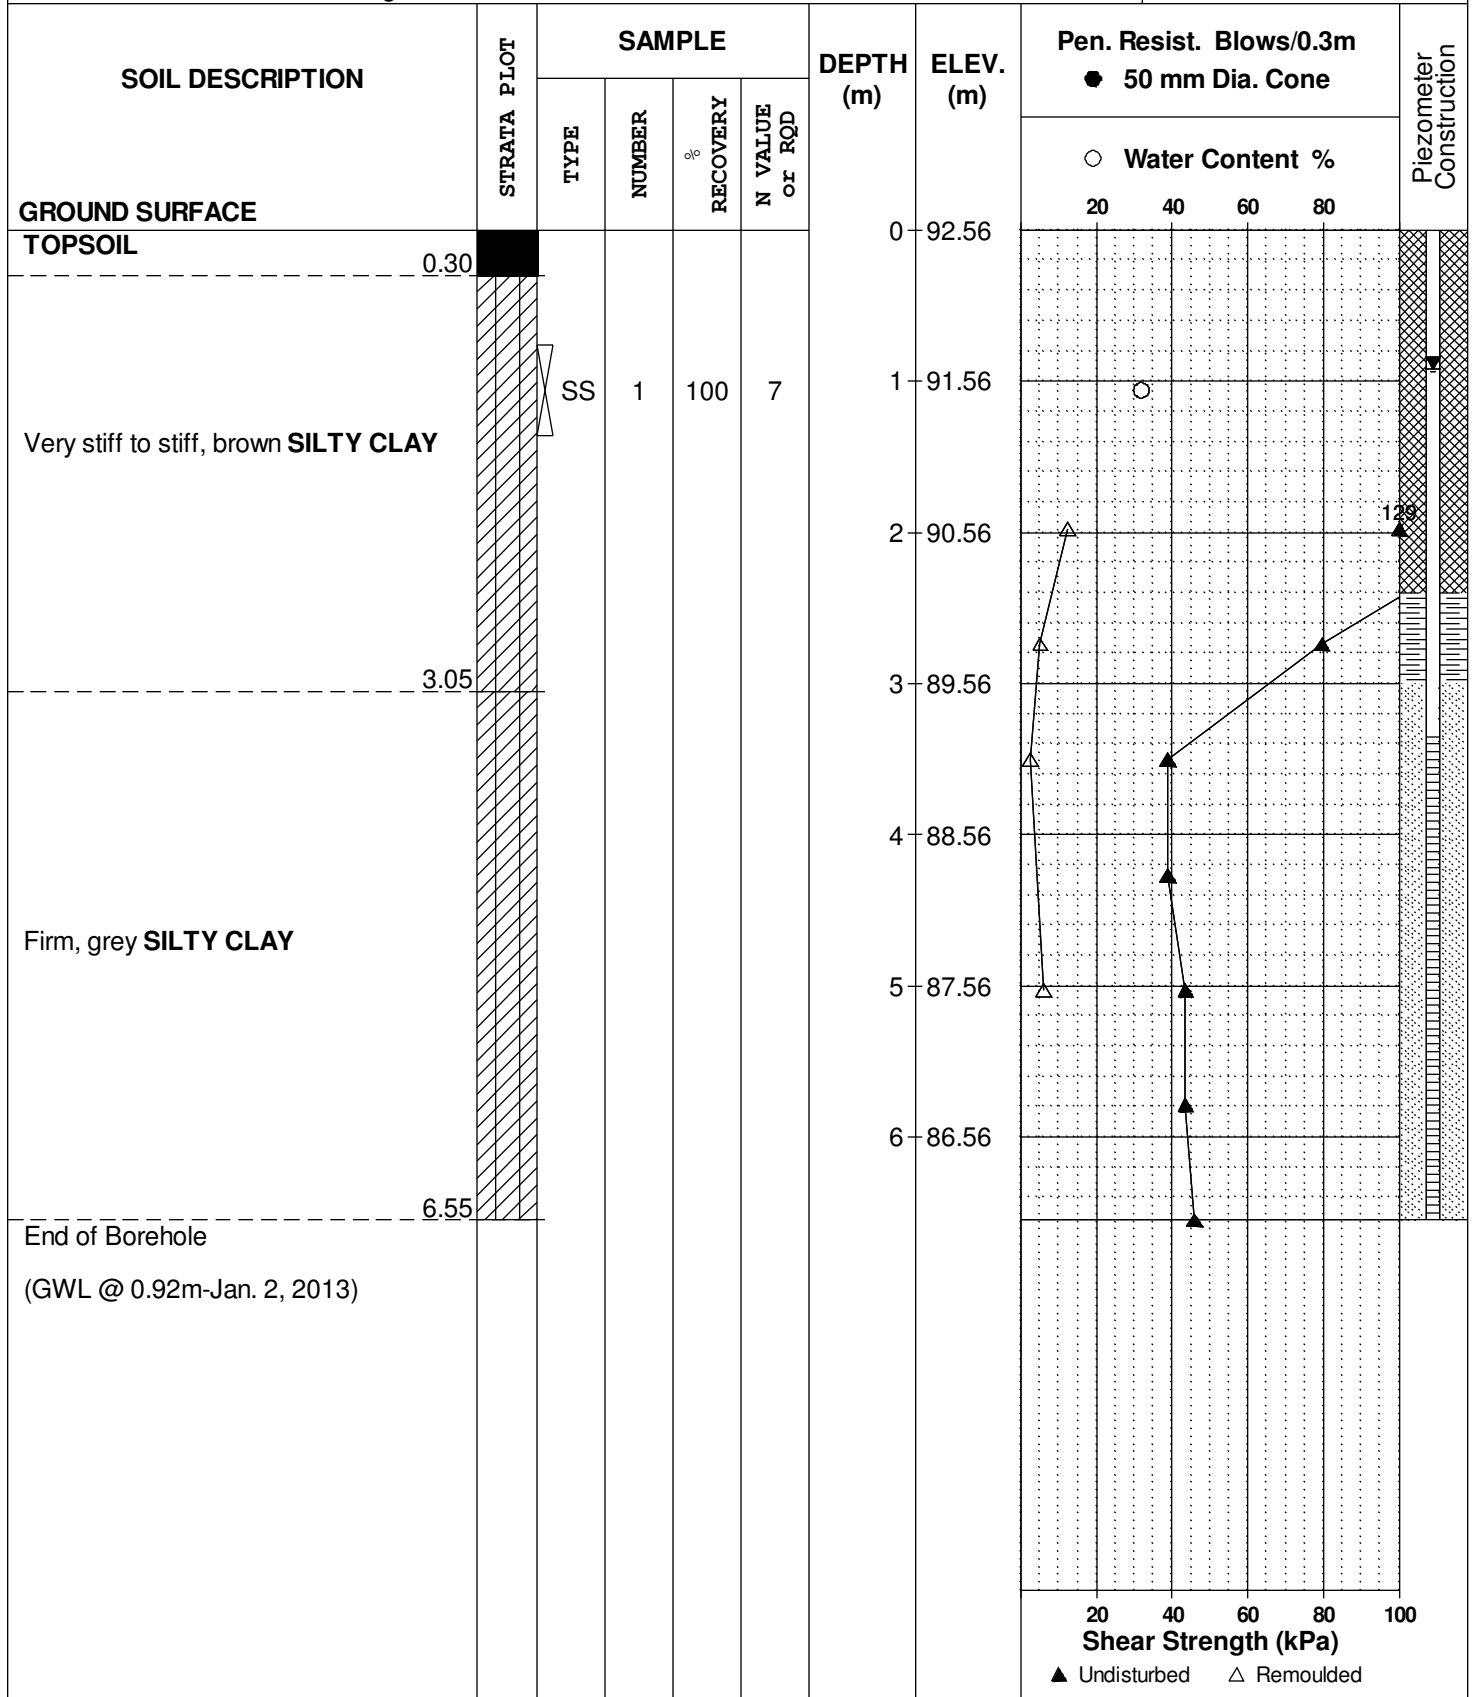 SOIL DESCRIPTION
GROUND SURFACE
STRATA PLOT
SAMPLE
TYPE
NUMBER
%
RECOVERY
N VALUE
or RQD
DEPTH
(m)
ELEV.
(m)
Pen. Resist. Blows/0.3m
● 50 mm Dia. Cone
○ Water Content %
20 40 60 80
Piezometer
Construction
TOPSOIL
0.30
0 92.56
SS 1 100 7
1 91.56
Very stiff to stiff, brown SILTY CLAY
129
2 90.56
3.05
3 89.56
4 88.56
Firm, grey SILTY CLAY
5 87.56
6 86.56
6.55
End of Borehole
(GWL @ 0.92m-Jan. 2, 2013)
20 40 60 80 100
Shear Strength (kPa)
▲ Undisturbed △ Remoulded